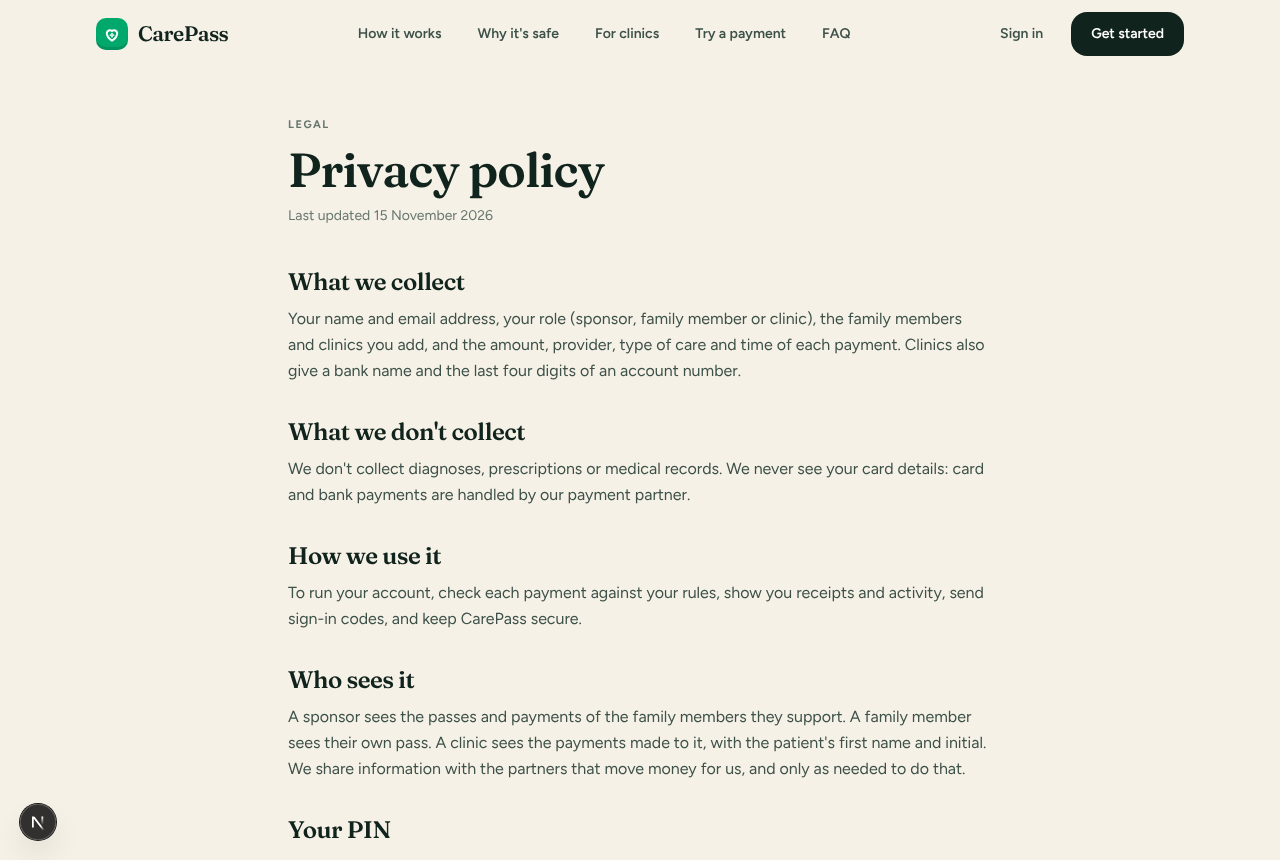 CarePass
How it works
Why it's safe
For clinics
Try a payment
FAQ
Sign in
Get started
LEGAL
Privacy policy
Last updated 15 November 2026
What we collect
Your name and email address, your role (sponsor, family member or clinic), the family members
and clinics you add, and the amount, provider, type of care and time of each payment. Clinics also
give a bank name and the last four digits of an account number.
What we don't collect
We don't collect diagnoses, prescriptions or medical records. We never see your card details: card
and bank payments are handled by our payment partner.
How we use it
To run your account, check each payment against your rules, show you receipts and activity, send
sign-in codes, and keep CarePass secure.
Who sees it
A sponsor sees the passes and payments of the family members they support. A family member
sees their own pass. A clinic sees the payments made to it, with the patient's first name and initial.
We share information with the partners that move money for us, and only as needed to do that.
N
Your PIN